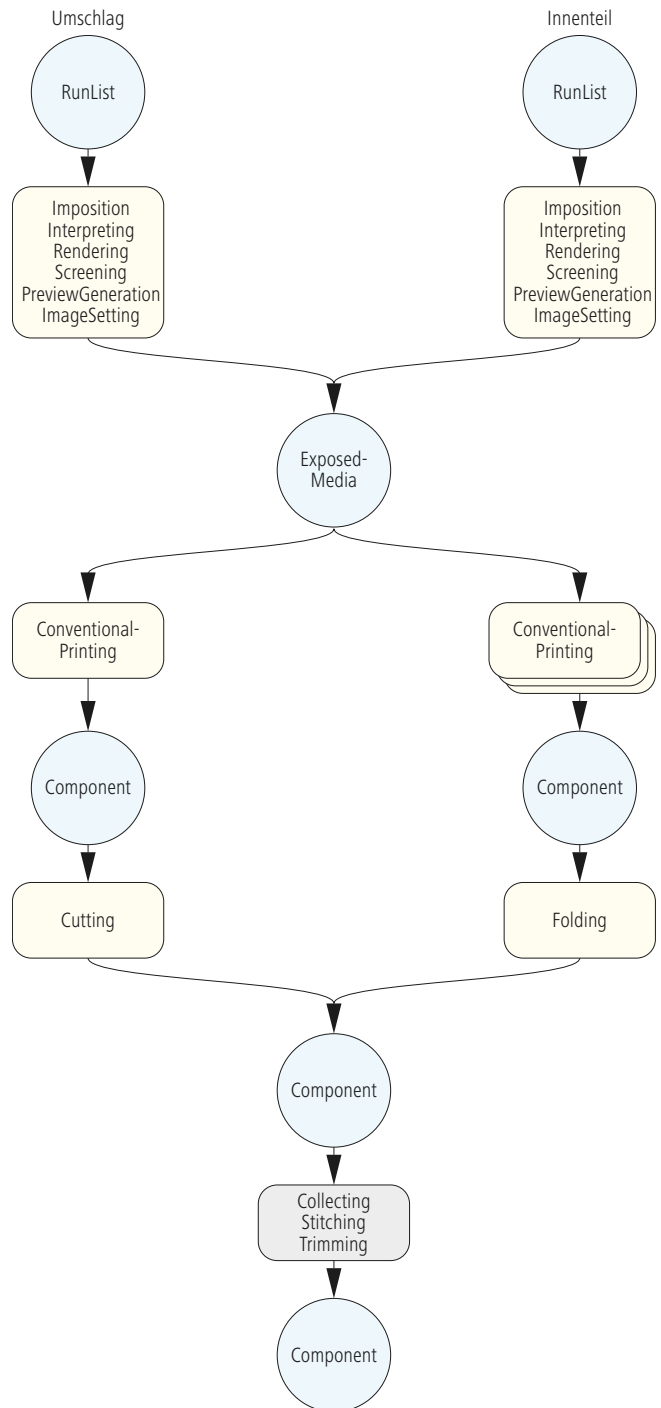 Umschlag
Innenteil
RunList
RunList
Imposition
Interpreting
Rendering
Screening
PreviewGeneration
ImageSetting
Imposition
Interpreting
Rendering
Screening
PreviewGeneration
ImageSetting
Exposed-
Media
Conventional-
Printing
Conventional-
Printing
Component
Component
Cutting
Folding
Component
Collecting
Stitching
Trimming
Component